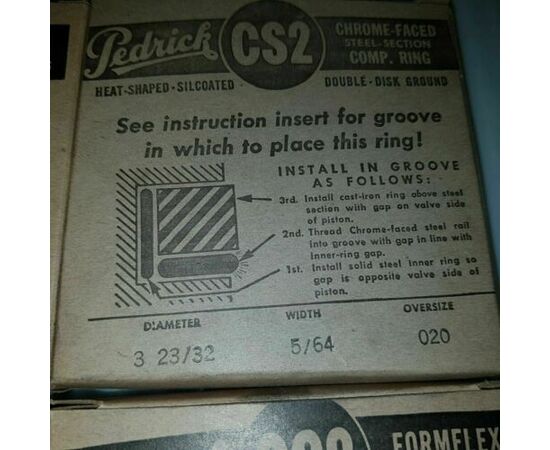 Pedrick CS2 CHROME-FACED
STEEL-SECTION
COMP. RING
HEAT-SHAPED • SILCOATED DOUBLE-DISK GROUND
See instruction insert for groove
in which to place this ring!
INSTALL IN GROOVE
AS FOLLOWS:
3rd. Install cast-iron ring above steel
section with gap on valve side
of piston.
2nd. Thread Chrome-faced steel rail
into groove with gap in line with
inner-ring gap.
1st. Install solid steel inner ring so
gap is opposite valve side of
piston.
DIAMETER WIDTH OVERSIZE
3 23/32 5/64 020
FORMFLEX